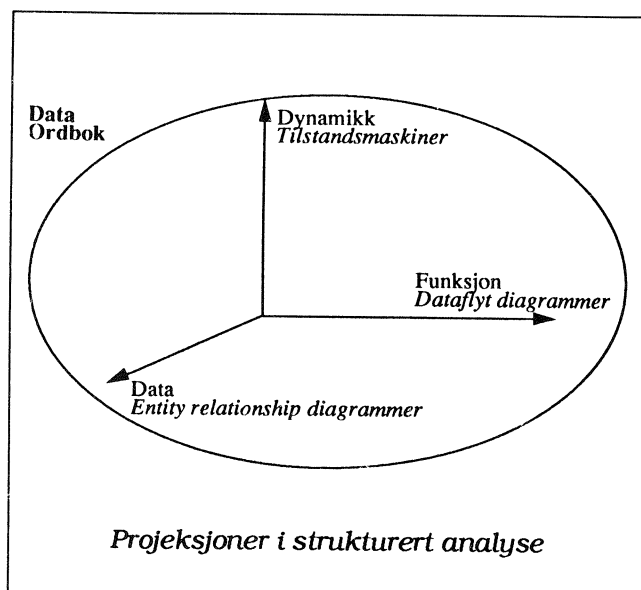 Data
Ordbok
Dynamikk
Tilstandsmaskiner
Funksjon
Dataflyt diagrammer
Data
Entity relationship diagrammer
Projeksjoner i strukturert analyse